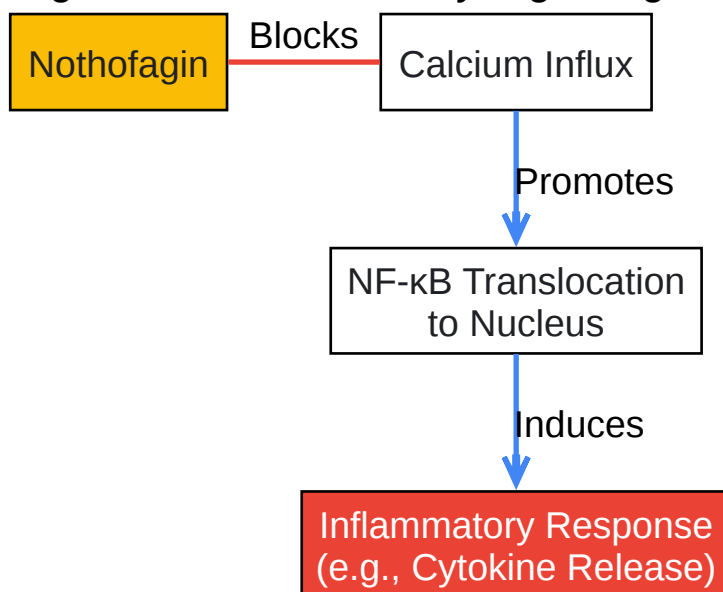 Blocks
Nothofagin
Calcium Influx
Promotes
NF-κB Translocation
to Nucleus
Induces
Inflammatory Response
(e.g., Cytokine Release)